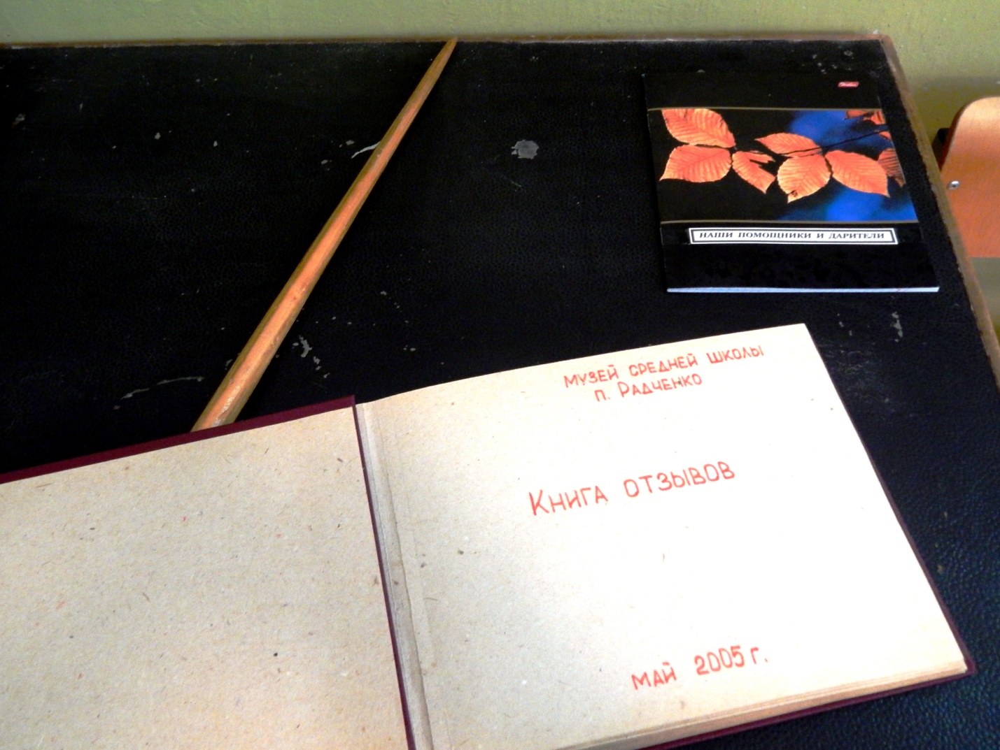 НАШИ ПОМОЩНИКИ И ДАРИТЕЛИ
МУЗЕЙ СРЕДНЕЙ ШКОЛЫ
П. РАДЧЕНКО
КНИГА ОТЗЫВОВ
МАЙ 2005 г.